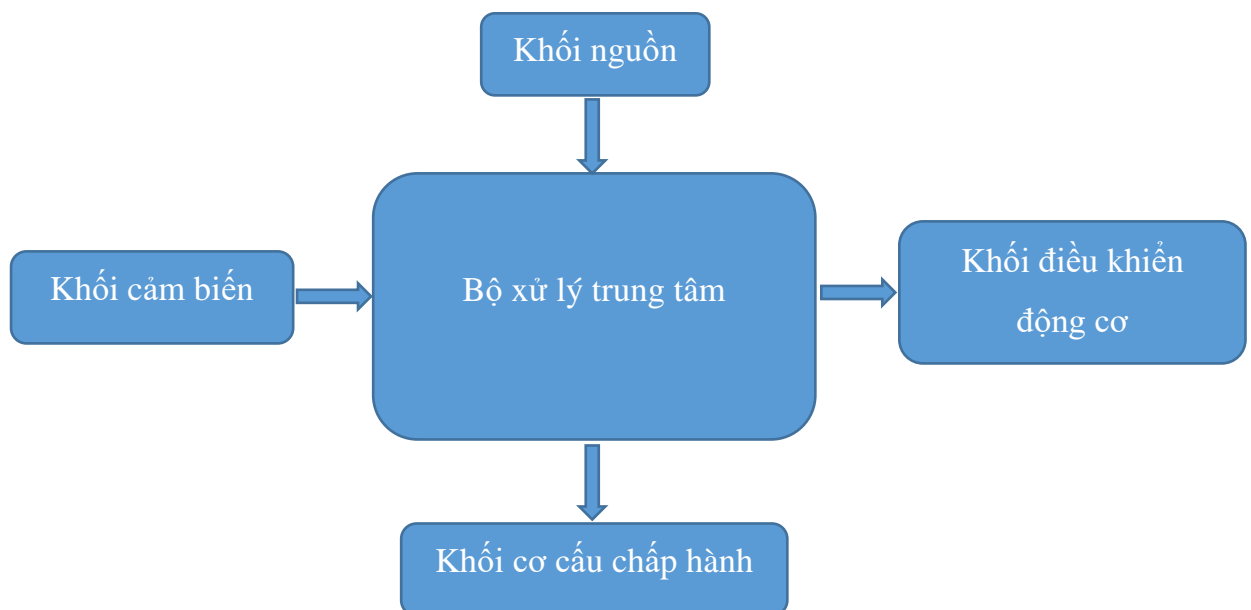 Khối nguồn
Khối cảm biến
Bộ xử lý trung tâm
Khối điều khiển
động cơ
Khối cơ cấu chấp hành